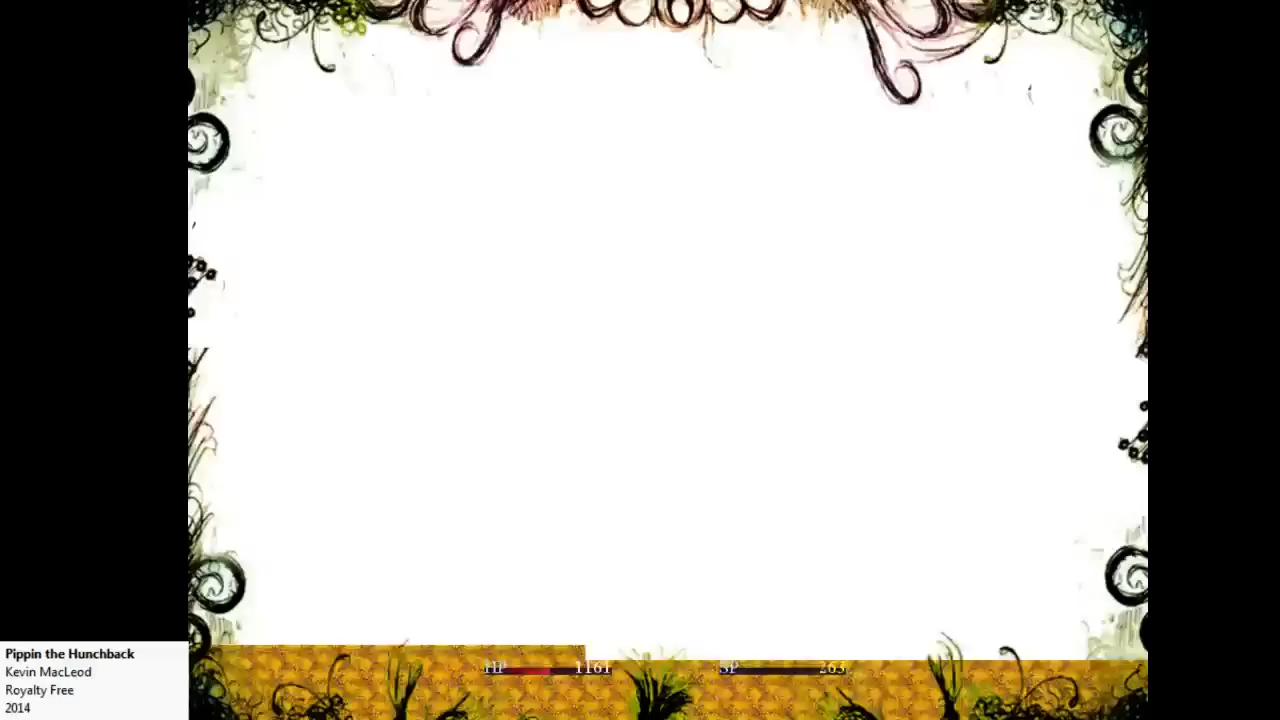 HP 1161 SP 263
Pippin the Hunchback
Kevin MacLeod
Royalty Free
2014